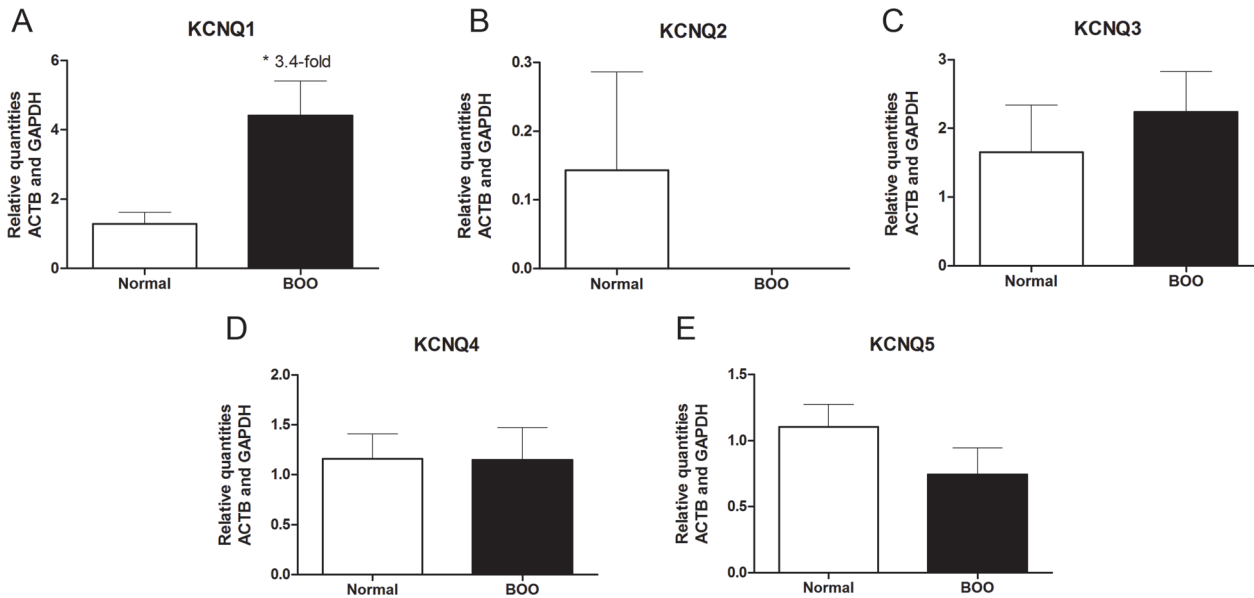 A
KCNQ1
Relative quantities
ACTB and GAPDH
6
4
2
0
* 3.4-fold
Normal
BOO
B
KCNQ2
Relative quantities
ACTB and GAPDH
0.3
0.2
0.1
0.0
Normal
BOO
C
KCNQ3
Relative quantities
ACTB and GAPDH
3
2
1
0
Normal
BOO
D
KCNQ4
Relative quantities
ACTB and GAPDH
2.0
1.5
1.0
0.5
0.0
Normal
BOO
E
KCNQ5
Relative quantities
ACTB and GAPDH
1.5
1.0
0.5
0.0
Normal
BOO